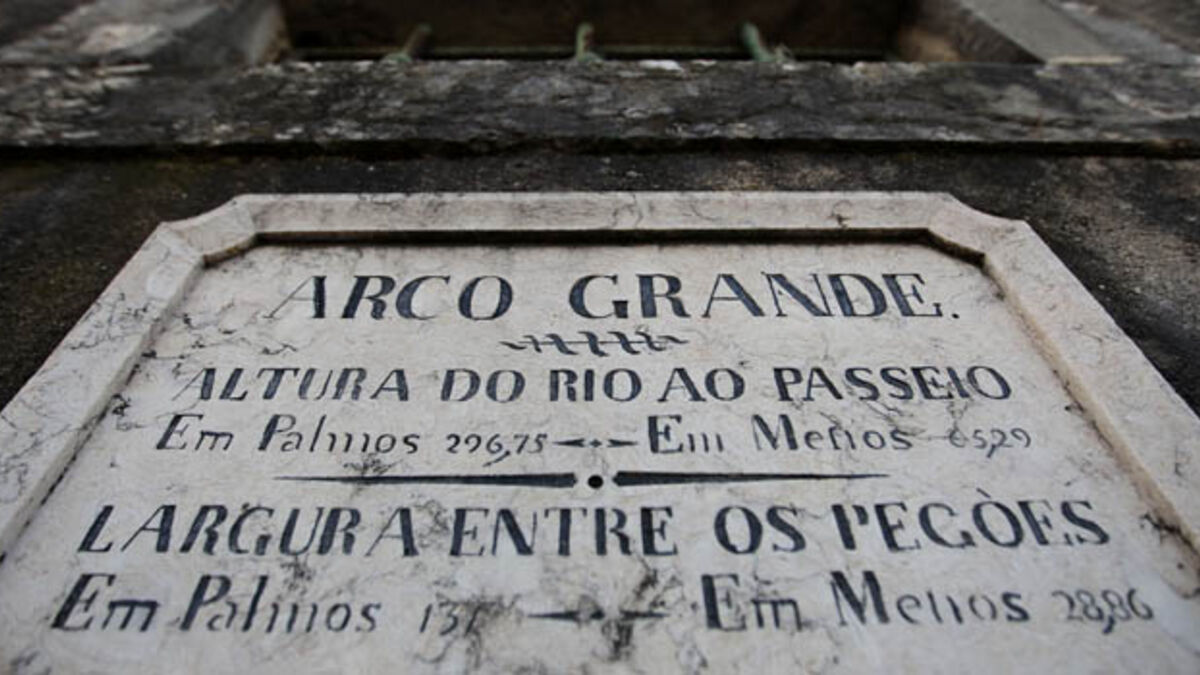 ARCO GRANDE.
ALTURA DO RIO AO PASSEIO
Em Palmos 296,75 Em Metros 65,29
LARGURA ENTRE OS PEGÒES
Em Palmos Em Metros 28,86